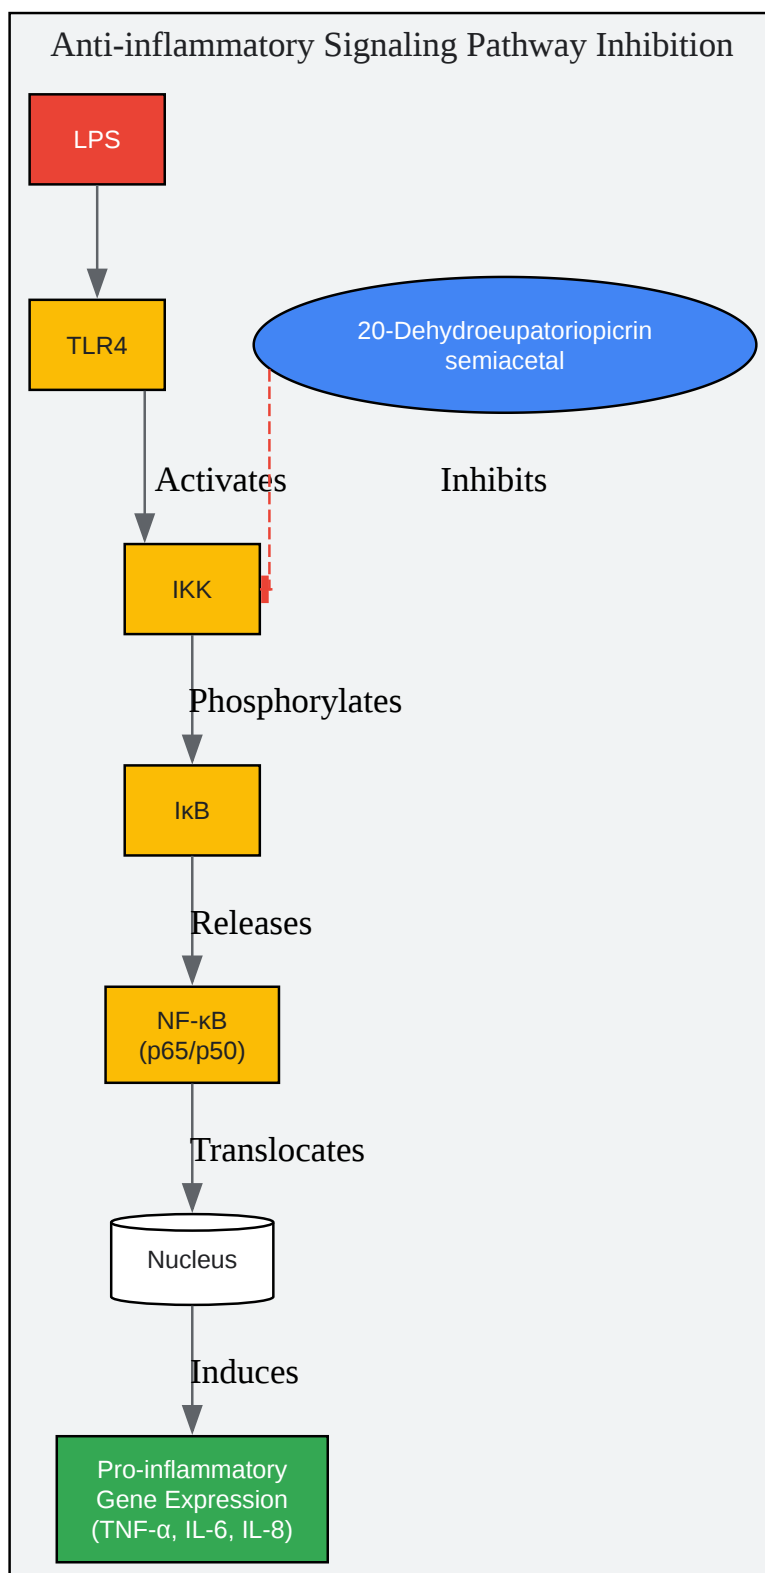 Anti-inflammatory Signaling Pathway Inhibition
LPS
TLR4
20-Dehydroeupatoriopicrin
semiacetal
Activates
Inhibits
IKK
Phosphorylates
IκB
Releases
NF-κB
(p65/p50)
Translocates
Nucleus
Induces
Pro-inflammatory
Gene Expression
(TNF-α, IL-6, IL-8)